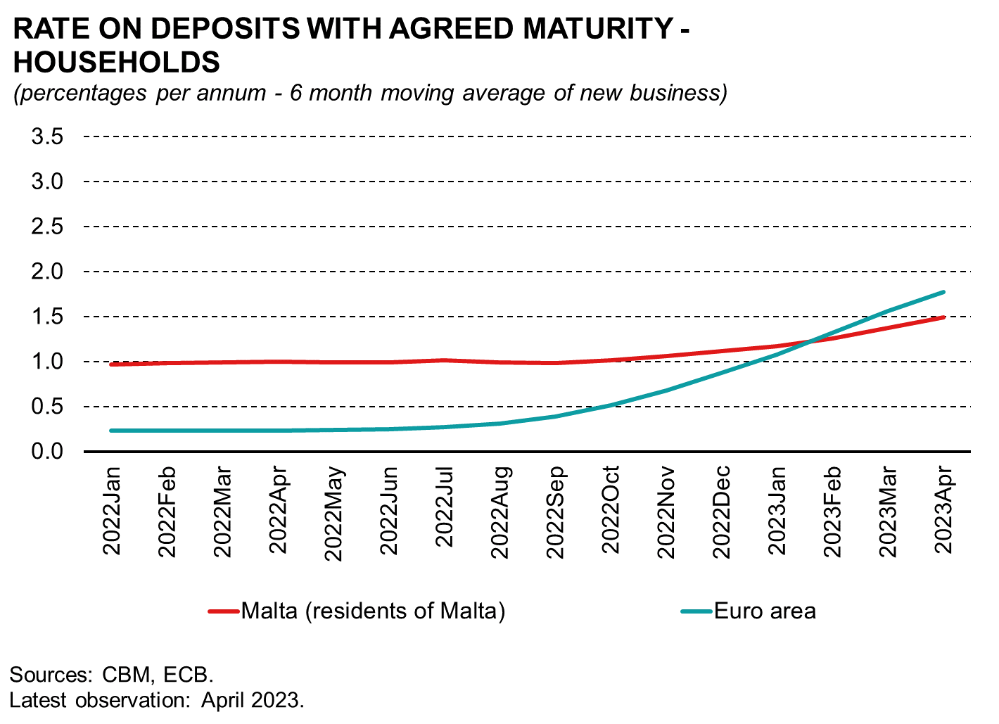 RATE ON DEPOSITS WITH AGREED MATURITY -
HOUSEHOLDS
(percentages per annum - 6 month moving average of new business)
3.5
3.0
2.5
2.0
1.5
1.0
0.5
0.0
2022Jan
2022Feb
2022Mar
2022Apr
2022May
2022Jun
2022Jul
2022Aug
2022Sep
2022Oct
2022Nov
2022Dec
2023Jan
2023Feb
2023Mar
2023Apr
Malta (residents of Malta)
Euro area
Sources: CBM, ECB.
Latest observation: April 2023.